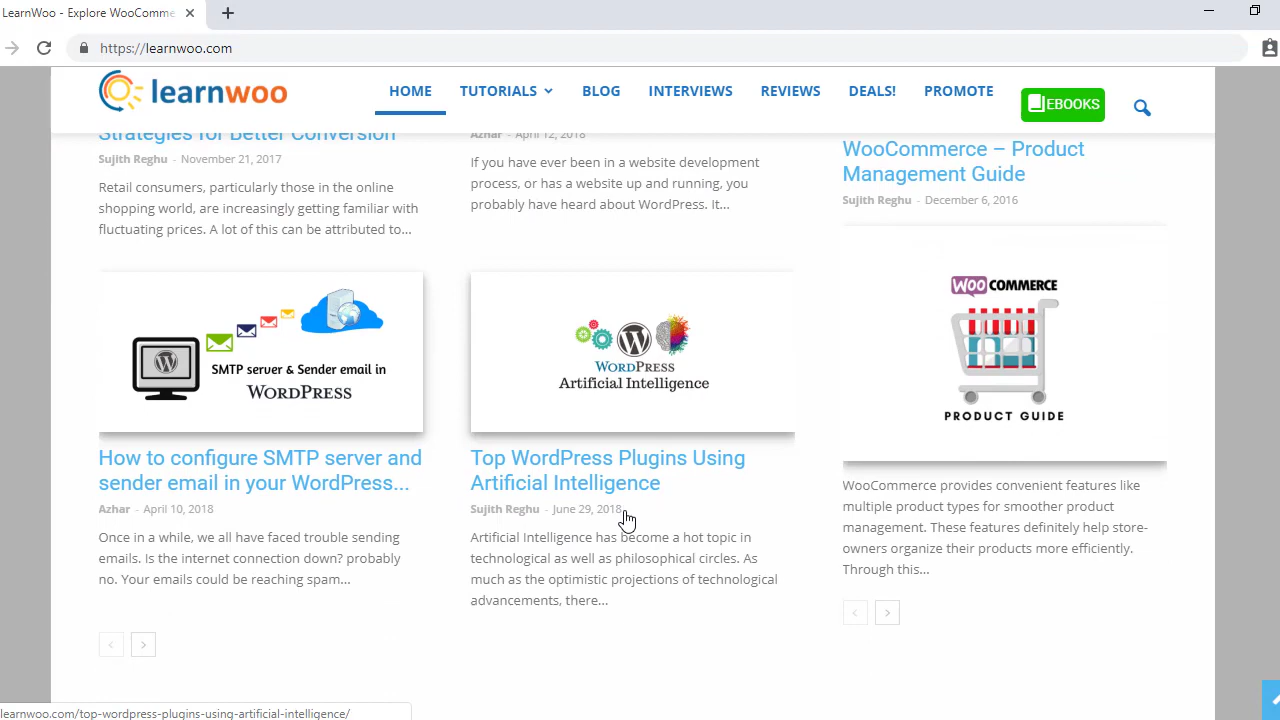 LearnWoo - Explore WooComme
https://learnwoo.com
learnwoo
HOME
TUTORIALS
BLOG
INTERVIEWS
REVIEWS
DEALS!
PROMOTE
EBOOKS
Strategies for Better Conversion
Sujith Reghu - November 21, 2017
Retail consumers, particularly those in the online
shopping world, are increasingly getting familiar with
fluctuating prices. A lot of this can be attributed to...
SMTP server & Sender email in
WORDPRESS
How to configure SMTP server and
sender email in your WordPress...
Azhar - April 10, 2018
Once in a while, we all have faced trouble sending
emails. Is the internet connection down? probably
no. Your emails could be reaching spam...
Azhar - April 12, 2018
If you have ever been in a website development
process, or has a website up and running, you
probably have heard about WordPress. It...
WORDPRESS
Artificial Intelligence
Top WordPress Plugins Using
Artificial Intelligence
Sujith Reghu - June 29, 2018
Artificial Intelligence has become a hot topic in
technological as well as philosophical circles. As
much as the optimistic projections of technological
advancements, there...
WooCommerce – Product
Management Guide
Sujith Reghu - December 6, 2016
WOO COMMERCE
PRODUCT GUIDE
WooCommerce provides convenient features like
multiple product types for smoother product
management. These features definitely help store-
owners organize their products more efficiently.
Through this...
learnwoo.com/top-wordpress-plugins-using-artificial-intelligence/